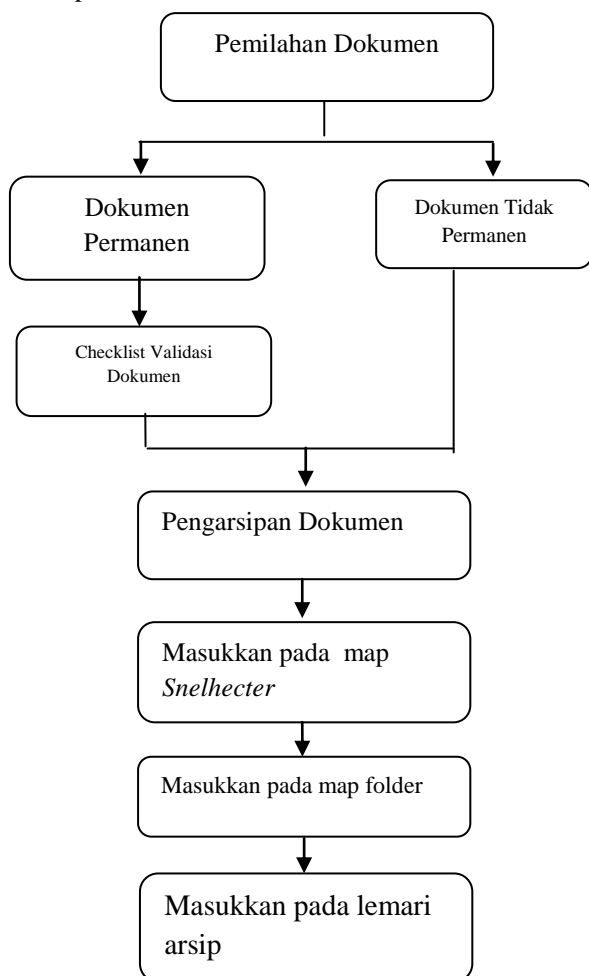 Pemilahan Dokumen
Dokumen
Permanen
Dokumen Tidak
Permanen
Checklist Validasi
Dokumen
Pengarsipan Dokumen
Masukkan pada map
Snelhecter
Masukkan pada map folder
Masukkan pada lemari
arsip